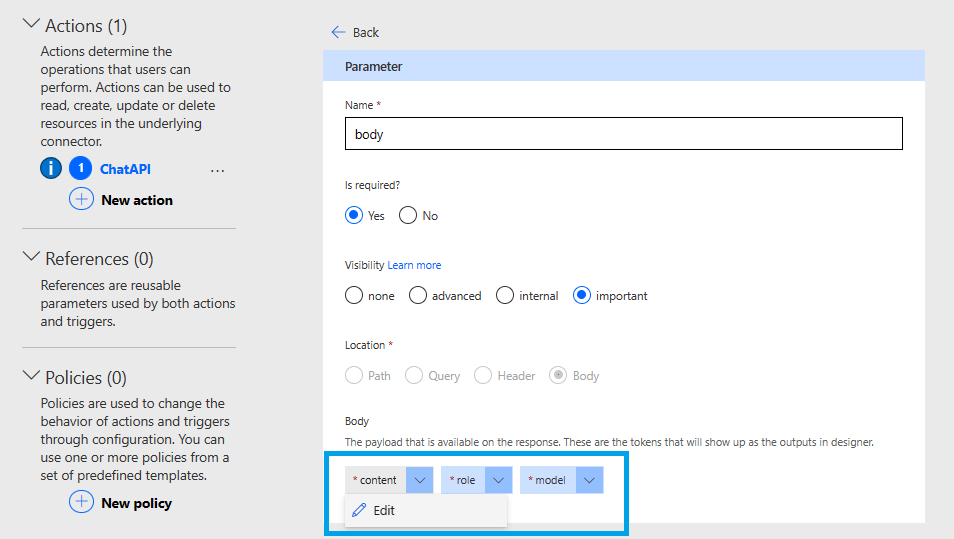 Actions (1)
Actions determine the
operations that users can
perform. Actions can be used to
read, create, update or delete
resources in the underlying
connector.
i 1 ChatAPI ...
New action
References (0)
References are reusable
parameters used by both actions
and triggers.
Policies (0)
Policies are used to change the
behavior of actions and triggers
through configuration. You can
use one or more policies from a
set of predefined templates.
New policy
Back
Parameter
Name *
body
Is required?
Yes No
Visibility Learn more
none advanced internal important
Location *
Path Query Header Body
Body
The payload that is available on the response. These are the tokens that will show up as the outputs in designer.
* content * role * model
Edit